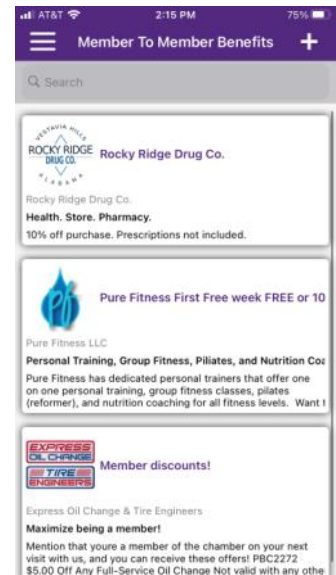 AT&T 2:15 PM 75%
Member To Member Benefits +
Search
VESTAVIA HILLS
ROCKY RIDGE
DRUG CO.
ALABAMA
Rocky Ridge Drug Co.
Rocky Ridge Drug Co.
Health. Store. Pharmacy.
10% off purchase. Prescriptions not included.
Pf
Pure Fitness First Free week FREE or 10
Pure Fitness LLC
Personal Training, Group Fitness, Piliates, and Nutrition Coa
Pure Fitness has dedicated personal trainers that offer one
on one personal training, group fitness classes, pilates
(reformer), and nutrition coaching for all fitness levels. Want t
EXPRESS
OIL CHANGE
TIRE
ENGINEERS
Member discounts!
Express Oil Change & Tire Engineers
Maximize being a member!
Mention that youre a member of the chamber on your next
visit with us, and you can receive these offers! PBC2272
$5.00 Off Any Full-Service Oil Change Not valid with any othe